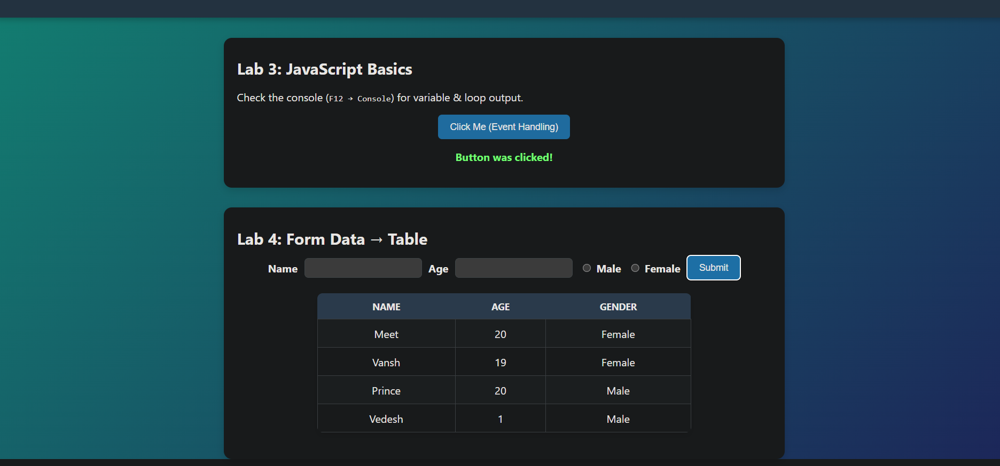 Lab 3: JavaScript Basics
Check the console (F12 → Console) for variable & loop output.
Click Me (Event Handling)
Button was clicked!
Lab 4: Form Data → Table
Name Age Male Female Submit
NAME AGE GENDER
Meet 20 Female
Vansh 19 Female
Prince 20 Male
Vedesh 1 Male